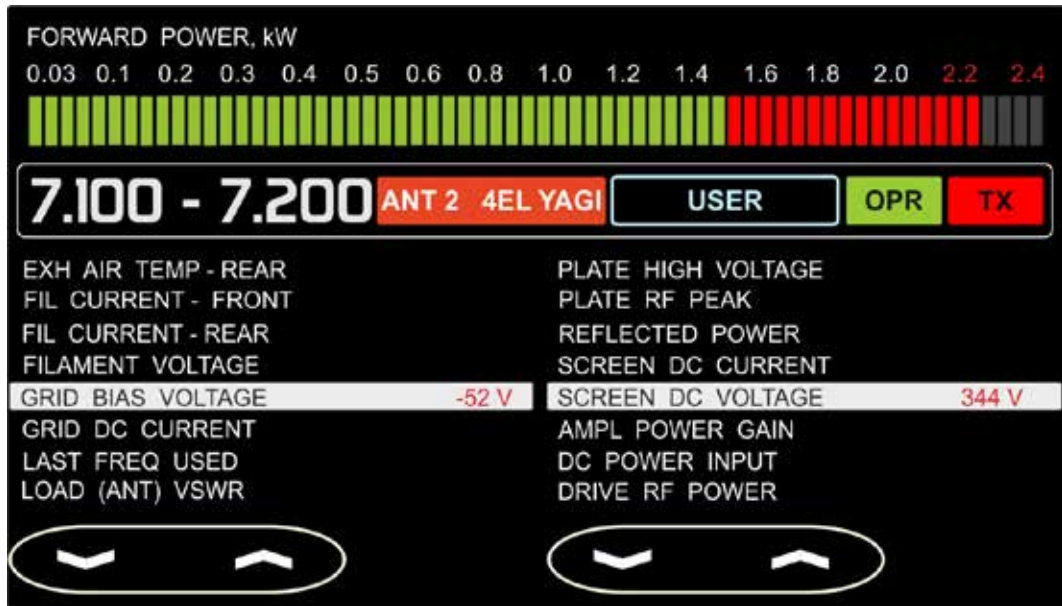 FORWARD POWER, kW
0.03 0.1 0.2 0.3 0.4 0.5 0.6 0.8 1.0 1.2 1.4 1.6 1.8 2.0 2.2 2.4
7.100 - 7.200 ANT 2 4EL YAGI USER OPR TX
EXH AIR TEMP - REAR
FIL CURRENT - FRONT
FIL CURRENT - REAR
FILAMENT VOLTAGE
GRID BIAS VOLTAGE -52 V
GRID DC CURRENT
LAST FREQ USED
LOAD (ANT) VSWR
PLATE HIGH VOLTAGE
PLATE RF PEAK
REFLECTED POWER
SCREEN DC CURRENT
SCREEN DC VOLTAGE 344 V
AMPL POWER GAIN
DC POWER INPUT
DRIVE RF POWER